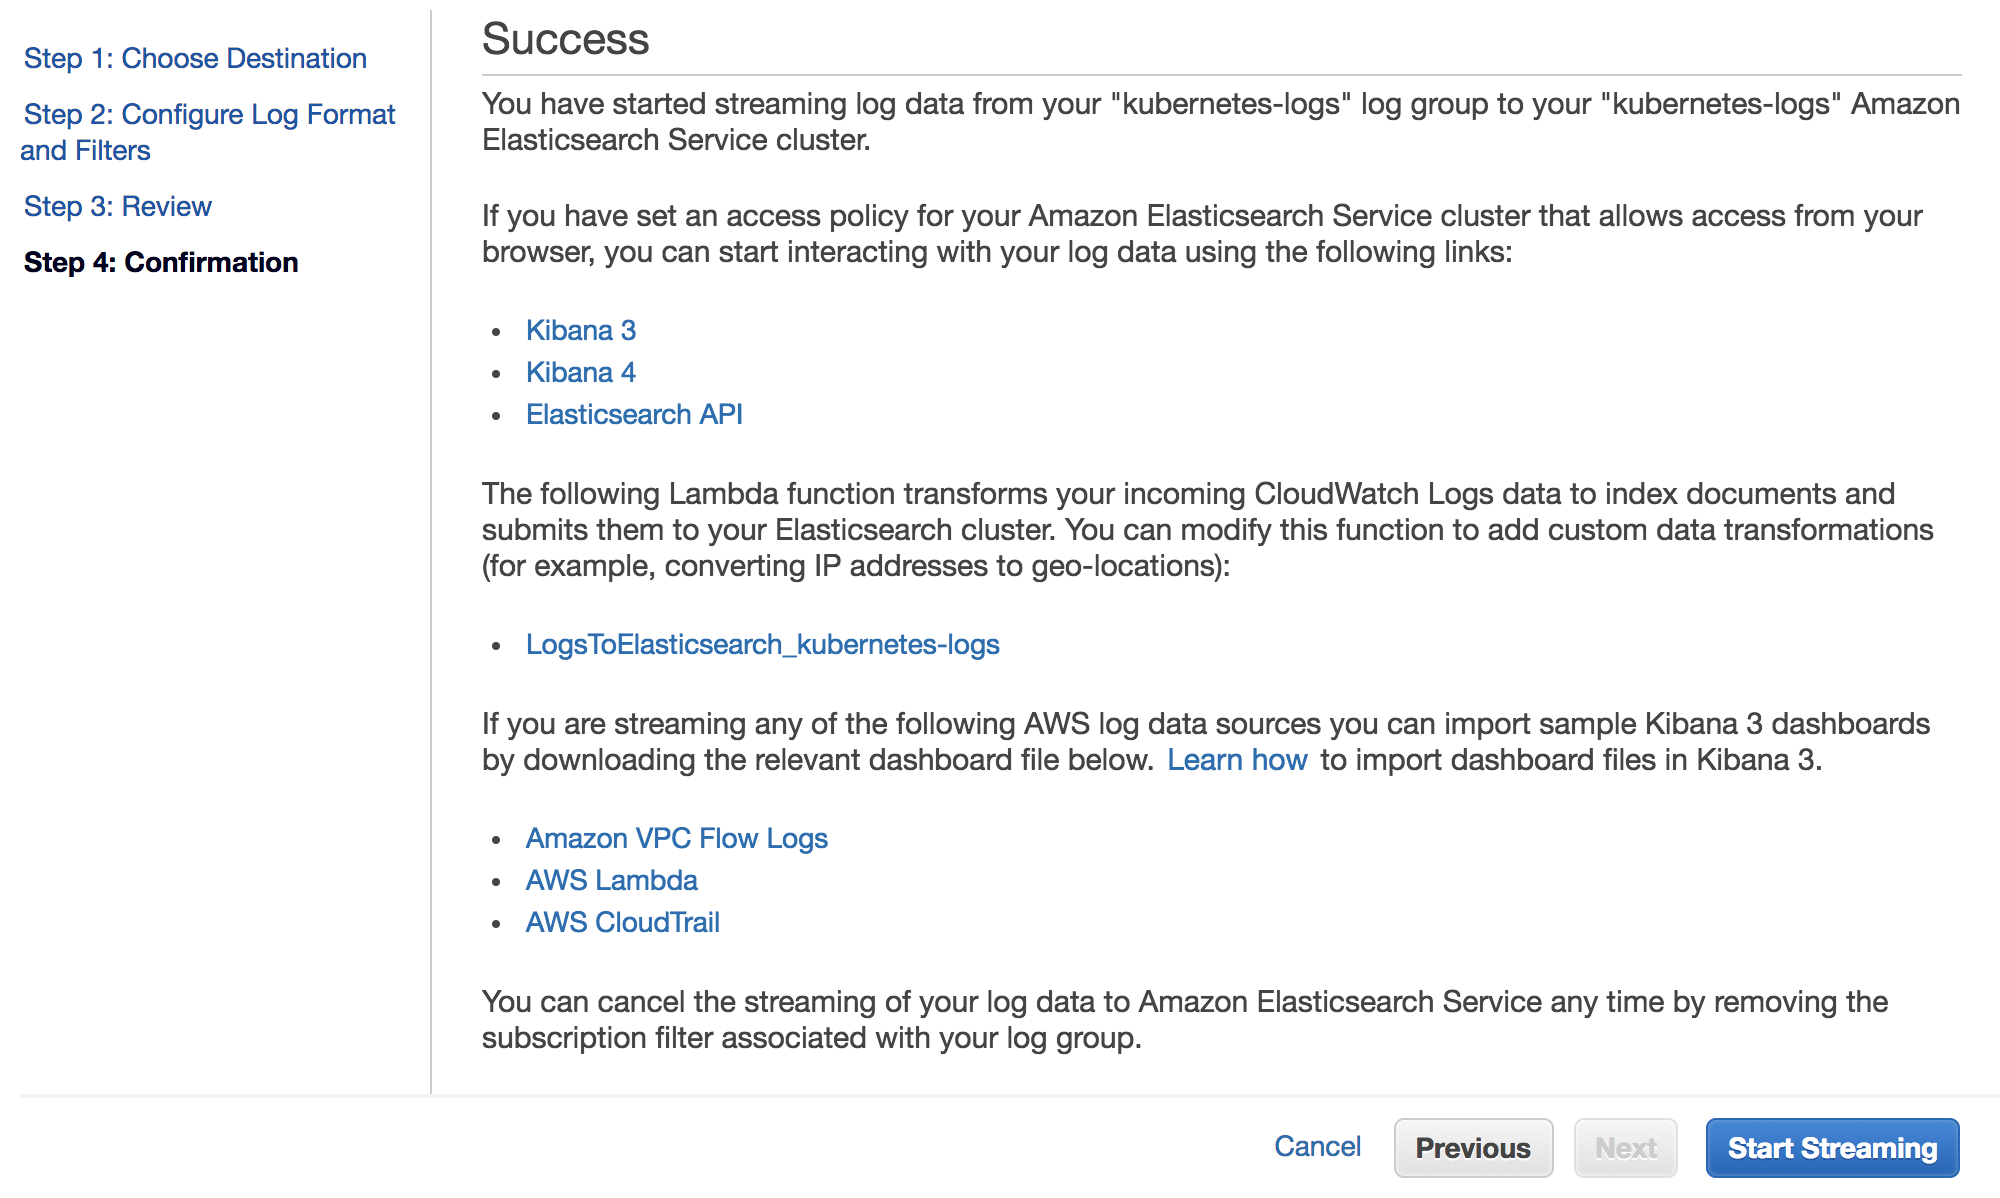 Step 1: Choose Destination
Step 2: Configure Log Format
and Filters
Step 3: Review
Step 4: Confirmation
Success
You have started streaming log data from your "kubernetes-logs" log group to your "kubernetes-logs" Amazon
Elasticsearch Service cluster.
If you have set an access policy for your Amazon Elasticsearch Service cluster that allows access from your
browser, you can start interacting with your log data using the following links:
• Kibana 3
• Kibana 4
• Elasticsearch API
The following Lambda function transforms your incoming CloudWatch Logs data to index documents and
submits them to your Elasticsearch cluster. You can modify this function to add custom data transformations
(for example, converting IP addresses to geo-locations):
• LogsToElasticsearch_kubernetes-logs
If you are streaming any of the following AWS log data sources you can import sample Kibana 3 dashboards
by downloading the relevant dashboard file below. Learn how to import dashboard files in Kibana 3.
• Amazon VPC Flow Logs
• AWS Lambda
• AWS CloudTrail
You can cancel the streaming of your log data to Amazon Elasticsearch Service any time by removing the
subscription filter associated with your log group.
Cancel Previous Next Start Streaming